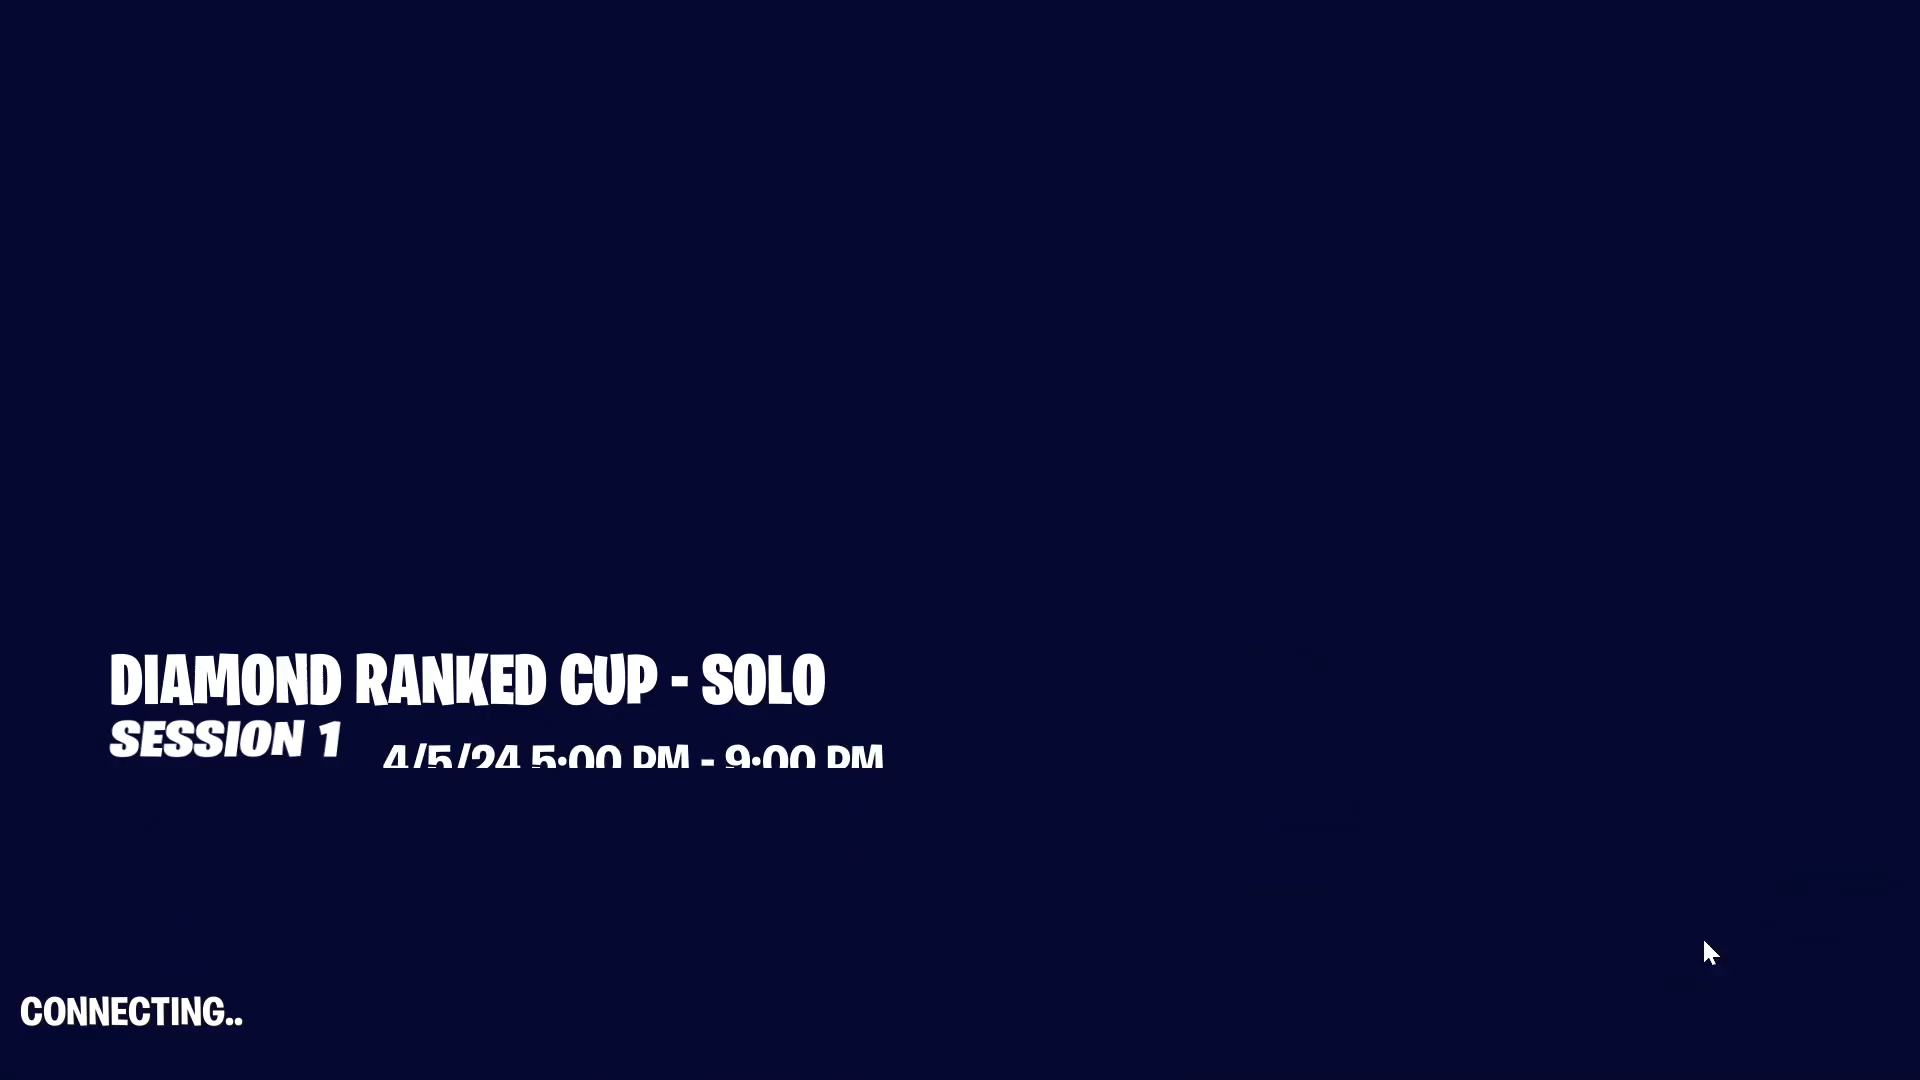 DIAMOND RANKED CUP - SOLO
SESSION 1
4/5/24 5:00 PM - 9:00 PM
CONNECTING..